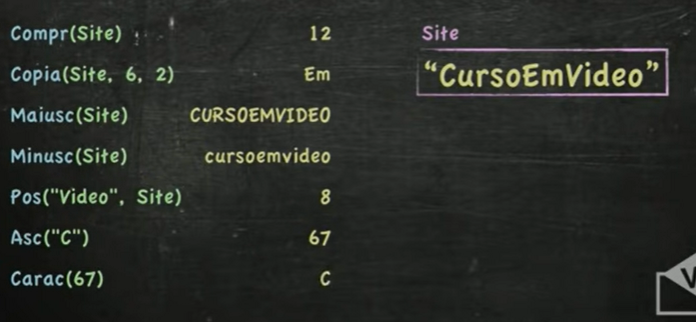 Compr(Site) 12
Copia(Site, 6, 2) Em
Maiusc(Site) CURSOEMVIDEO
Minusc(Site) cursoemvideo
Pos("Video", Site) 8
Asc("C") 67
Carac(67) C
Site
“CursoEmVideo”